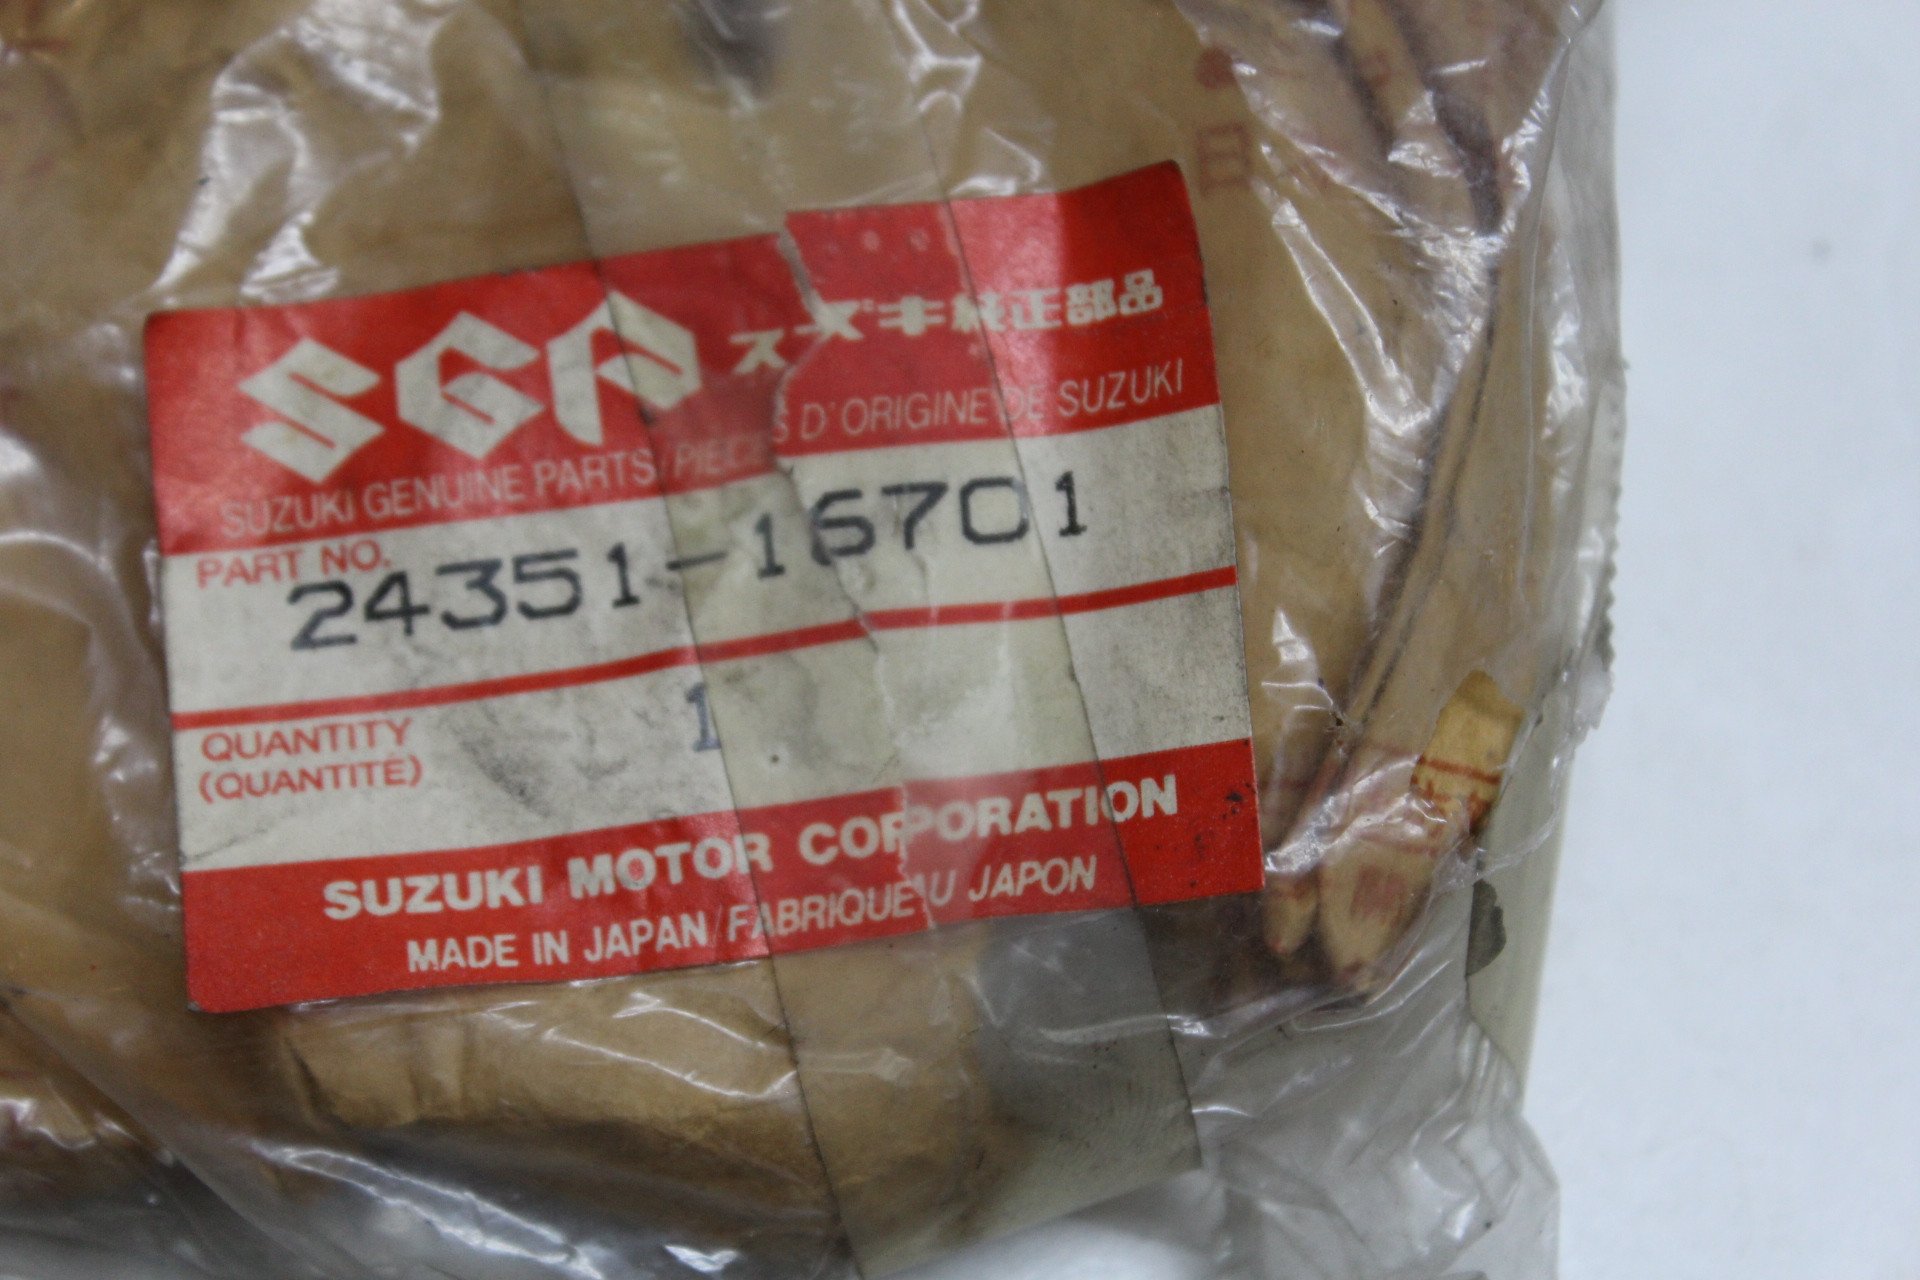 SGP スズキ純正部品
SUZUKI GENUINE PARTS/PIECES D'ORIGINE DE SUZUKI
PART NO.
24351-16701
QUANTITY
(QUANTITE)
1
SUZUKI MOTOR CORPORATION
MADE IN JAPAN/FABRIQUE AU JAPON